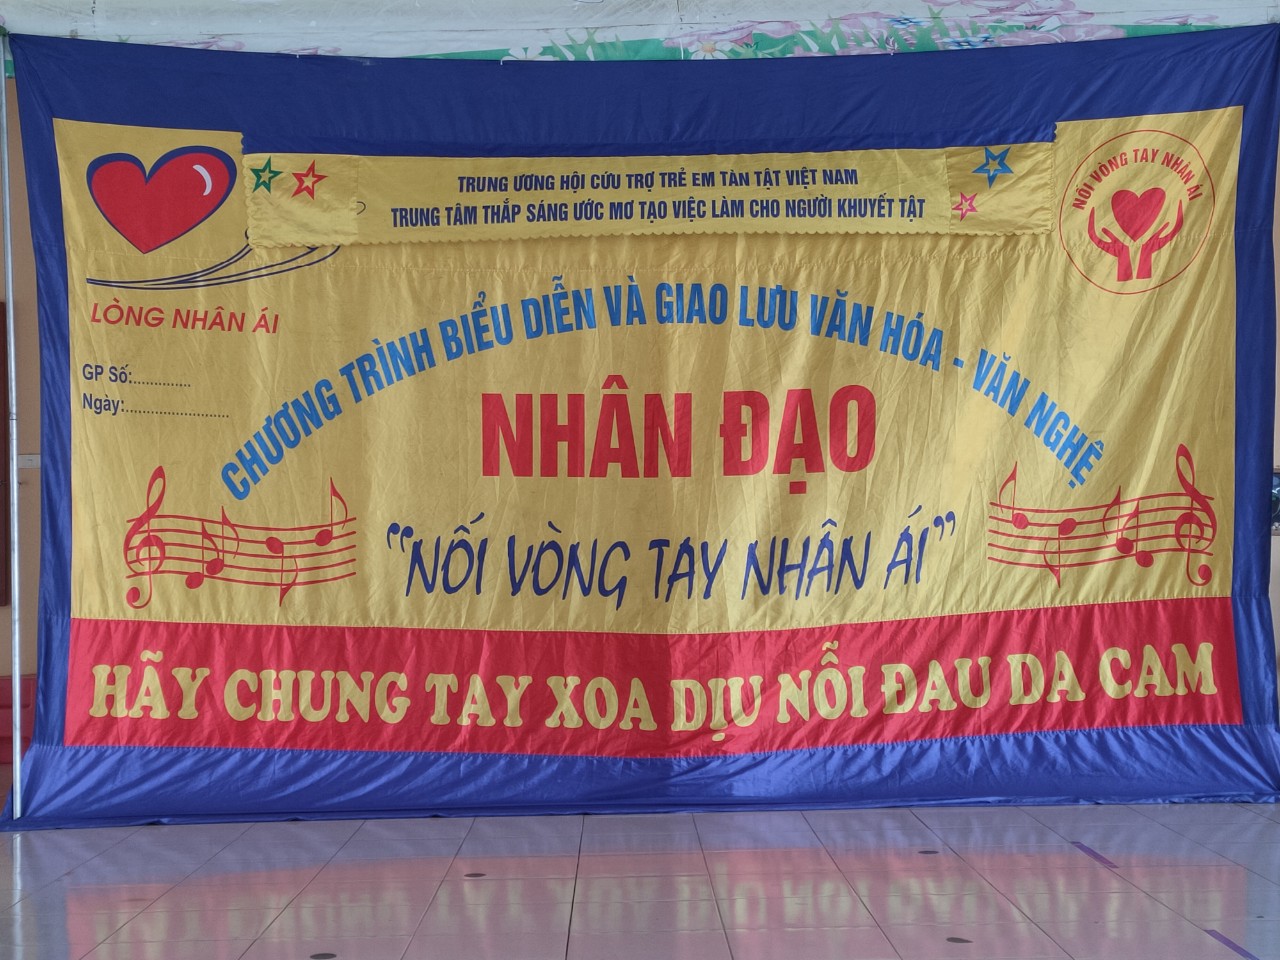 TRUNG ƯƠNG HỘI CỨU TRỢ TRẺ EM TÀN TẬT VIỆT NAM
TRUNG TÂM THẮP SÁNG ƯỚC MƠ TẠO VIỆC LÀM CHO NGƯỜI KHUYẾT TẬT
NỐI VÒNG TAY NHÂN ÁI
LÒNG NHÂN ÁI
GP Số:..............
Ngày:.........................
CHƯƠNG TRÌNH BIỂU DIỄN VÀ GIAO LƯU VĂN HÓA - VĂN NGHỆ
NHÂN ĐẠO
“NỐI VÒNG TAY NHÂN ÁI”
HÃY CHUNG TAY XOA DỊU NỖI ĐAU DA CAM